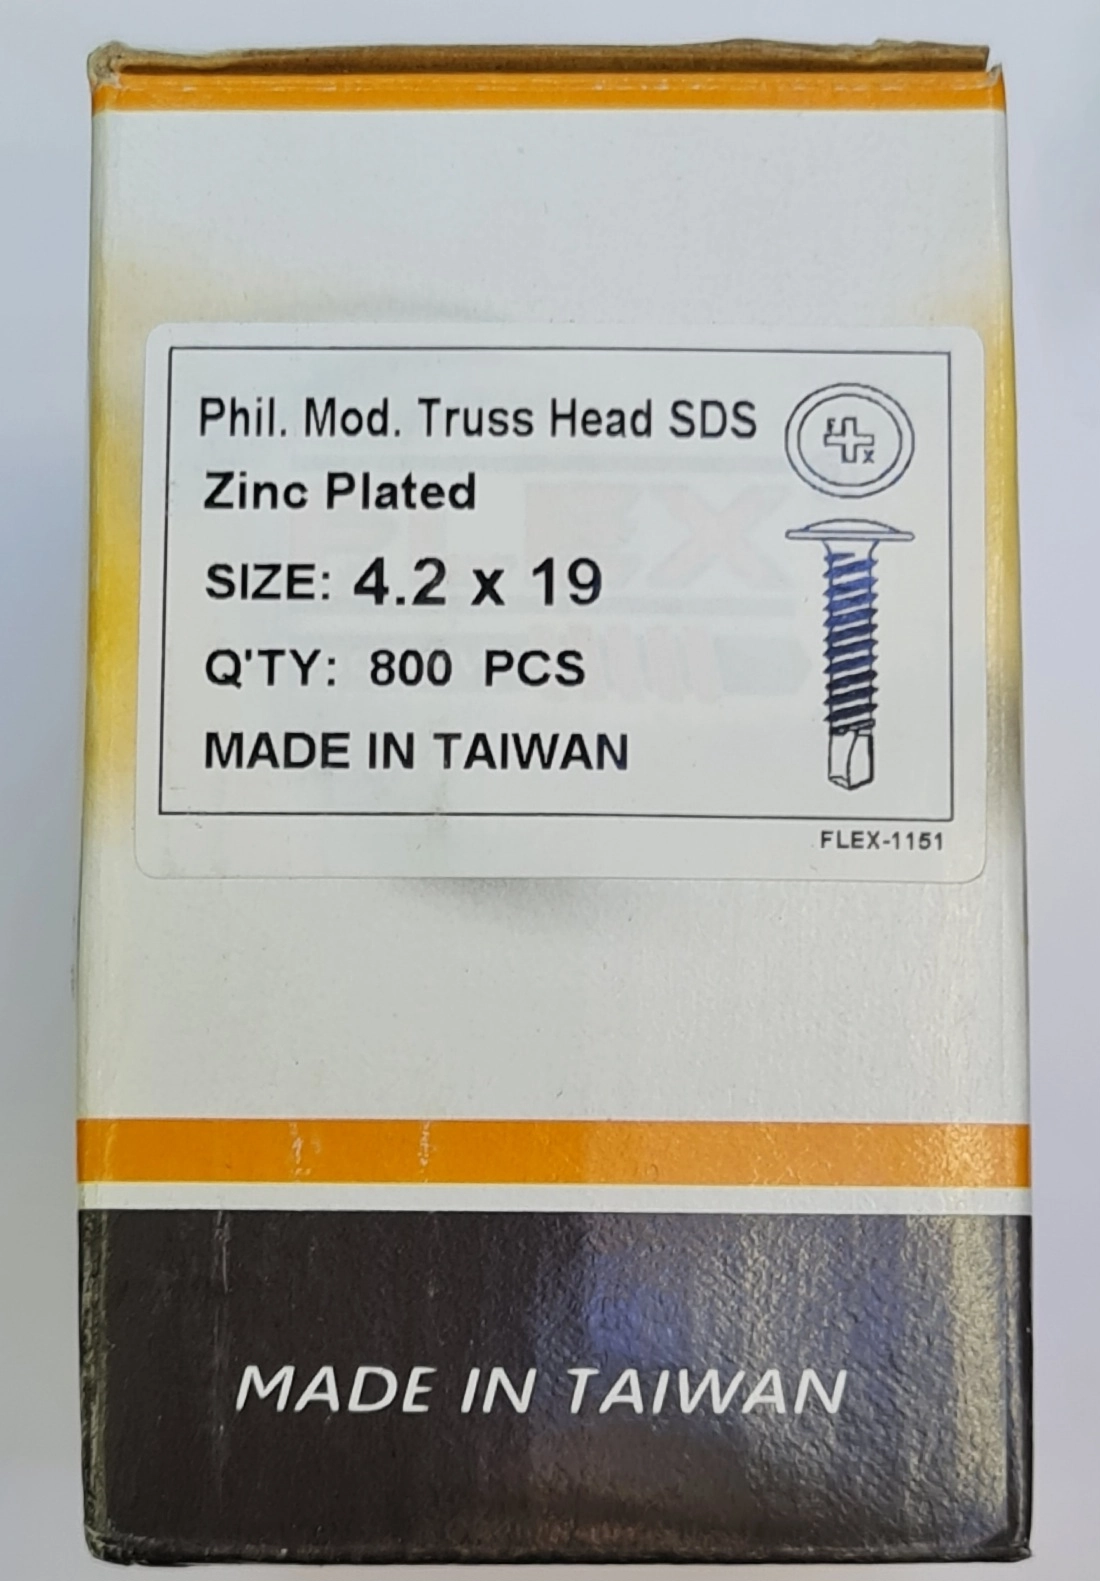 Phil. Mod. Truss Head SDS
Zinc Plated
SIZE: 4.2 x 19
Q'TY: 800 PCS
MADE IN TAIWAN
F
X
FLEX-1151
MADE IN TAIWAN